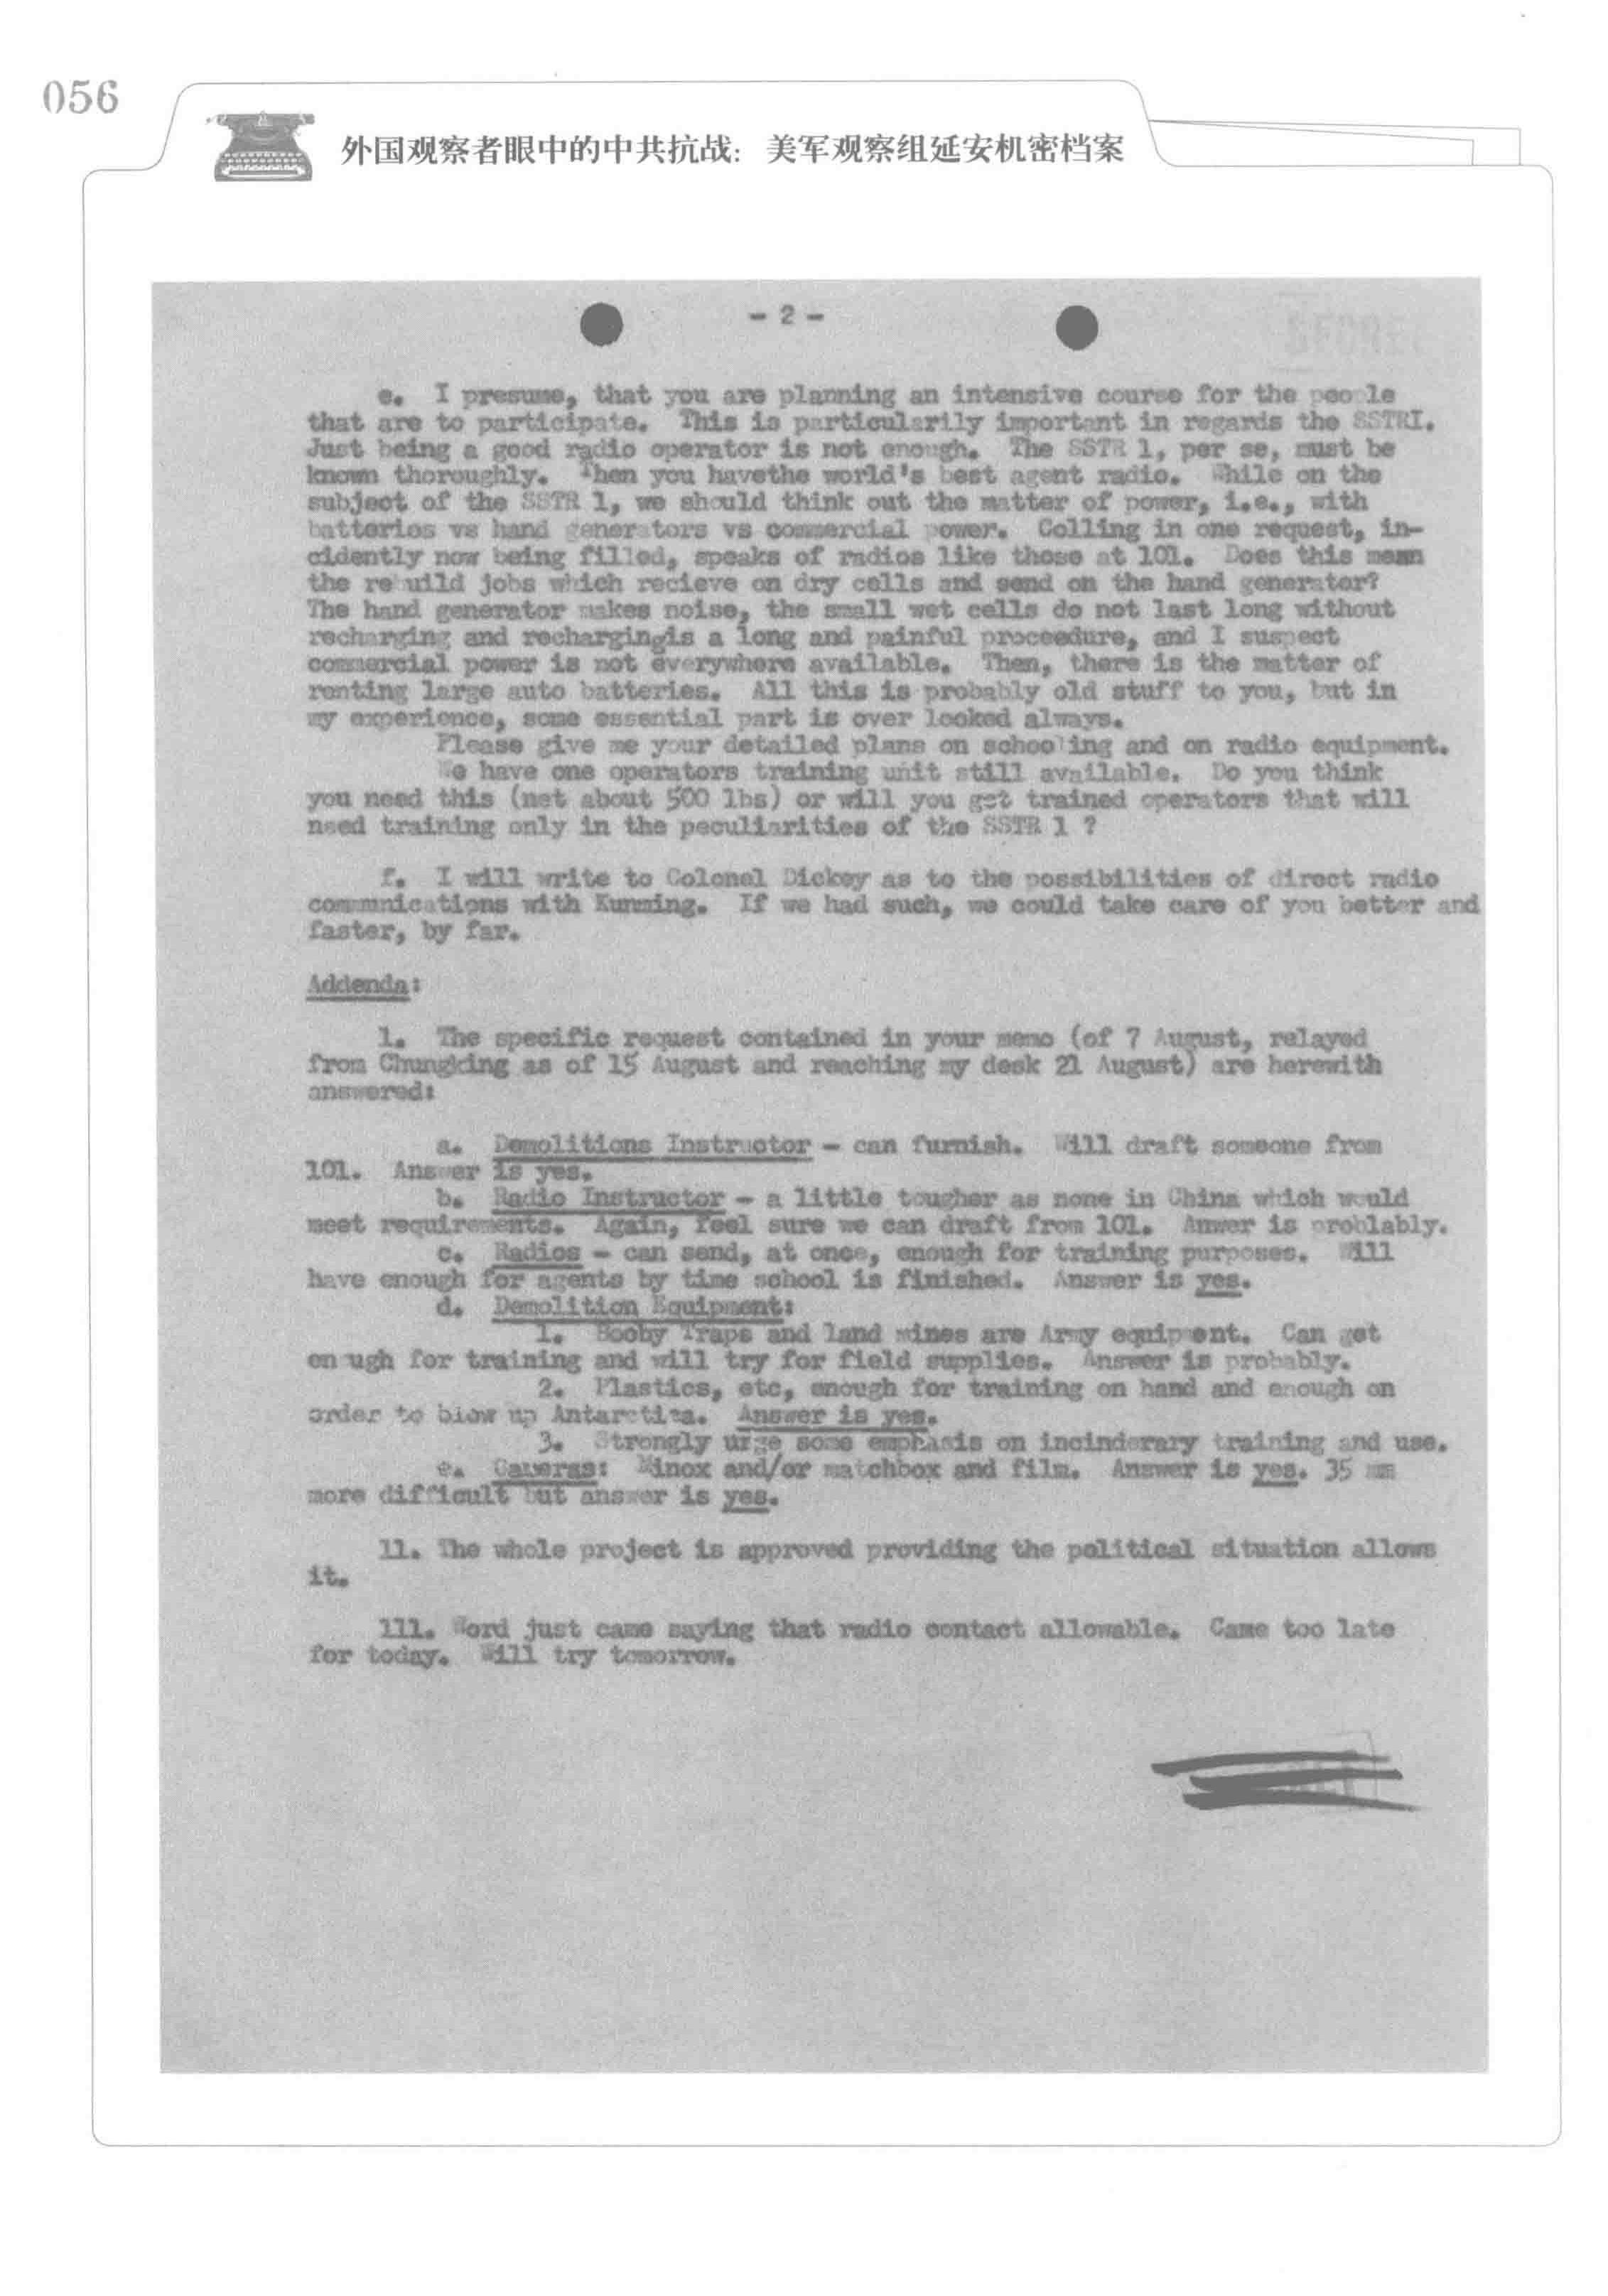 056
外国观察者眼中的中共抗战：美军观察组延安机密档案
- 2 -
SECRET
e. I presume, that you are planning an intensive course for the people
that are to participate. This is particularily important in regards the SSTRI.
Just being a good radio operator is not enough. The SSTR 1, per se, must be
known thoroughly. Then you havethe world's best agent radio. While on the
subject of the SSTR 1, we should think out the matter of power, i.e., with
batteries vs hand generators vs commercial power. Colling in one request, in-
cidently now being filled, speaks of radios like those at 101. Does this mean
the rebuild jobs which recieve on dry cells and send on the hand generator?
The hand generator makes noise, the small wet cells do not last long without
recharging and rechargingis a long and painful proceedure, and I suspect
commercial power is not everywhere available. Then, there is the matter of
renting large auto batteries. All this is probably old stuff to you, but in
my experience, some essential part is over looked always.
Please give me your detailed plans on schooling and on radio equipment.
We have one operators training unit still available. Do you think
you need this (net about 500 lbs) or will you get trained operators that will
need training only in the peculiarities of the SSTR 1 ?
f. I will write to Colonel Dickey as to the possibilities of direct radio
communications with Kunming. If we had such, we could take care of you better and
faster, by far.
Addenda:
1. The specific request contained in your memo (of 7 August, relayed
from Chungking as of 15 August and reaching my desk 21 August) are herewith
answered:
a. Demolitions Instructor - can furnish. Will draft someone from
101. Answer is yes.
b. Radio Instructor - a little tougher as none in China which would
meet requirements. Again, feel sure we can draft from 101. Anwer is problably.
c. Radios - can send, at once, enough for training purposes. Will
have enough for agents by time school is finished. Answer is yes.
d. Demolition Equipment:
1. Booby Traps and land mines are Army equipment. Can get
enough for training and will try for field supplies. Answer is probably.
2. Plastics, etc, enough for training on hand and enough on
order to blow up Antarctica. Answer is yes.
3. Strongly urge some emphasis on incinderary training and use.
e. Cameras: Minox and/or matchbox and film. Answer is yes. 35 mm
more difficult but answer is yes.
11. The whole project is approved providing the political situation allows
it.
111. Word just came saying that radio contact allowable. Came too late
for today. Will try tomorrow.